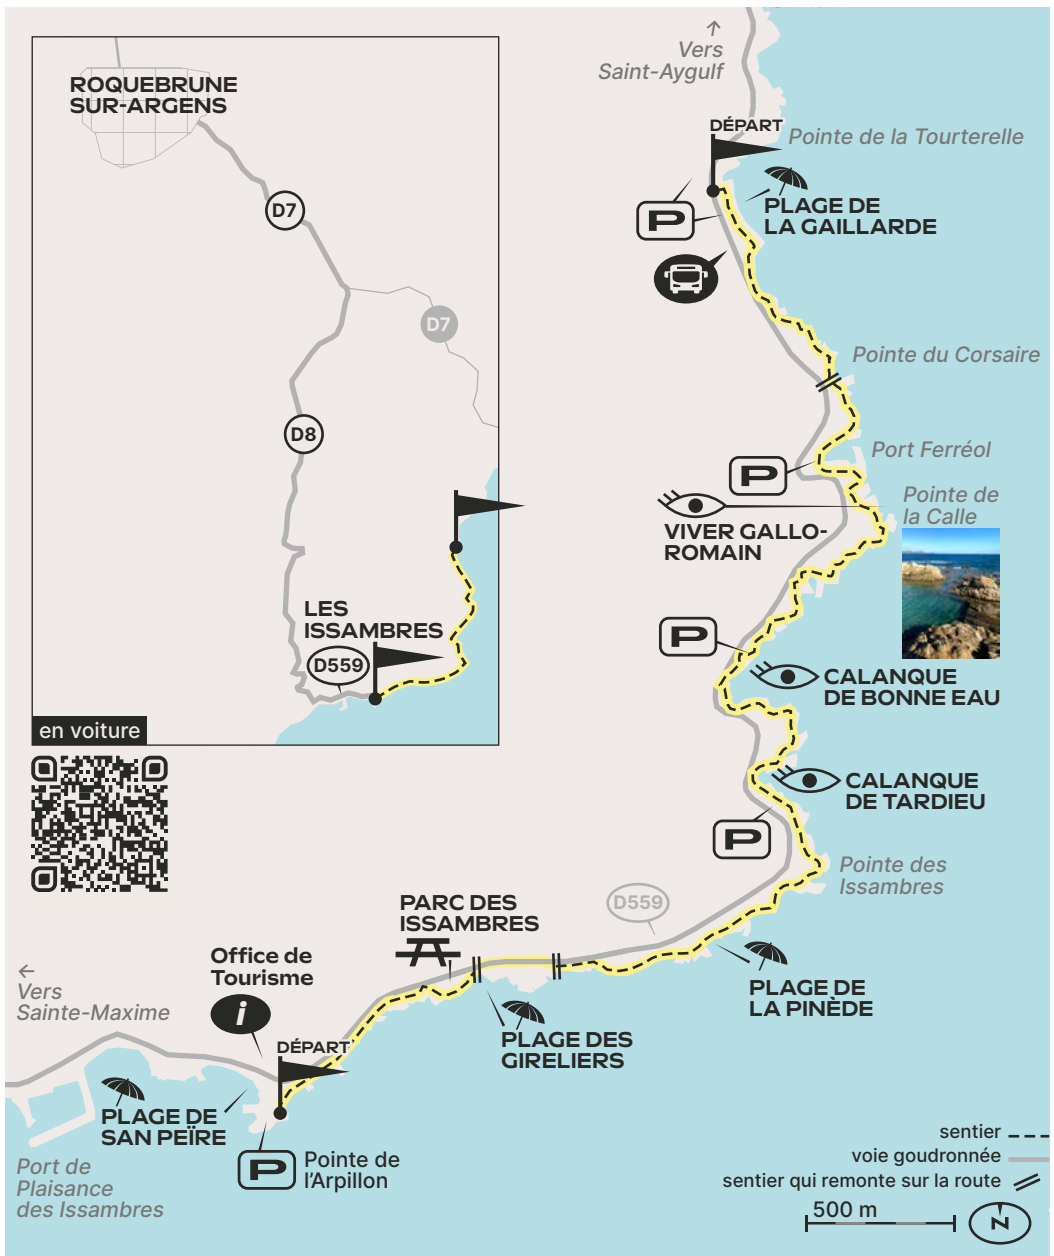 ↑
Vers
Saint-Aygulf
ROQUEBRUNE
SUR-ARGENS
D7
D7
D8
LES
ISSAMBRES
D559
en voiture
DÉPART
Pointe de la Tourterelle
P
PLAGE DE
LA GAILLARDE
Pointe du Corsaire
Port Ferréol
P
Pointe de
la Calle
VIVER GALLO-
ROMAIN
P
CALANQUE
DE BONNE EAU
CALANQUE
DE TARDIEU
P
Pointe des
Issambres
D559
PARC DES
ISSAMBRES
PLAGE DE
LA PINÈDE
PLAGE DES
GIRELIERS
Office de
Tourisme
i
←
Vers
Sainte-Maxime
DÉPART
PLAGE DE
SAN PEÏRE
P
Pointe de
l'Arpillon
Port de
Plaisance
des Issambres
sentier
voie goudronnée
sentier qui remonte sur la route
500 m
N